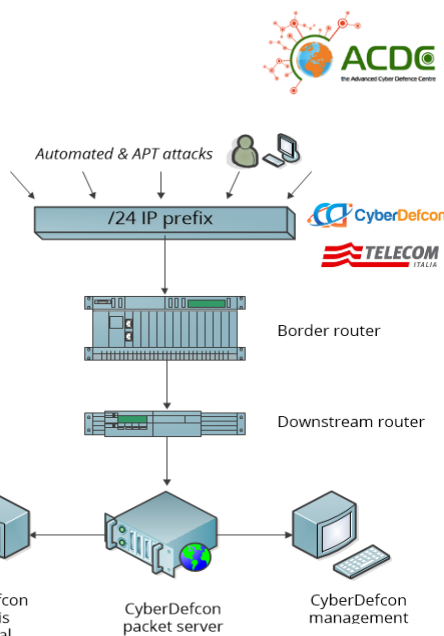 ACDC
the Advanced Cyber Defence Centre
Automated & APT attacks
/24 IP prefix
CyberDefcon
TELECOM
ITALIA
Border router
Downstream router
CyberDefcon
packet server
CyberDefcon
management